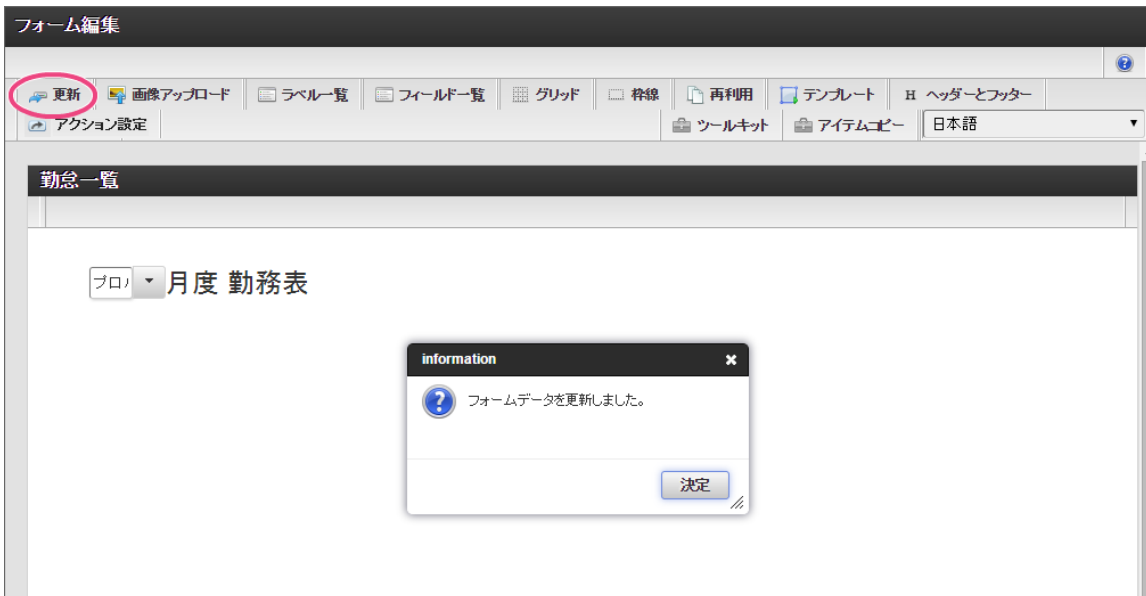 フォーム編集
更新 画像アップロード ラベル一覧 フィールド一覧 グリッド 枠線 再利用 テンプレート H ヘッダーとフッター
アクション設定 ツールキット アイテムコピー 日本語
勤怠一覧
月度 勤務表
information
フォームデータを更新しました。
決定